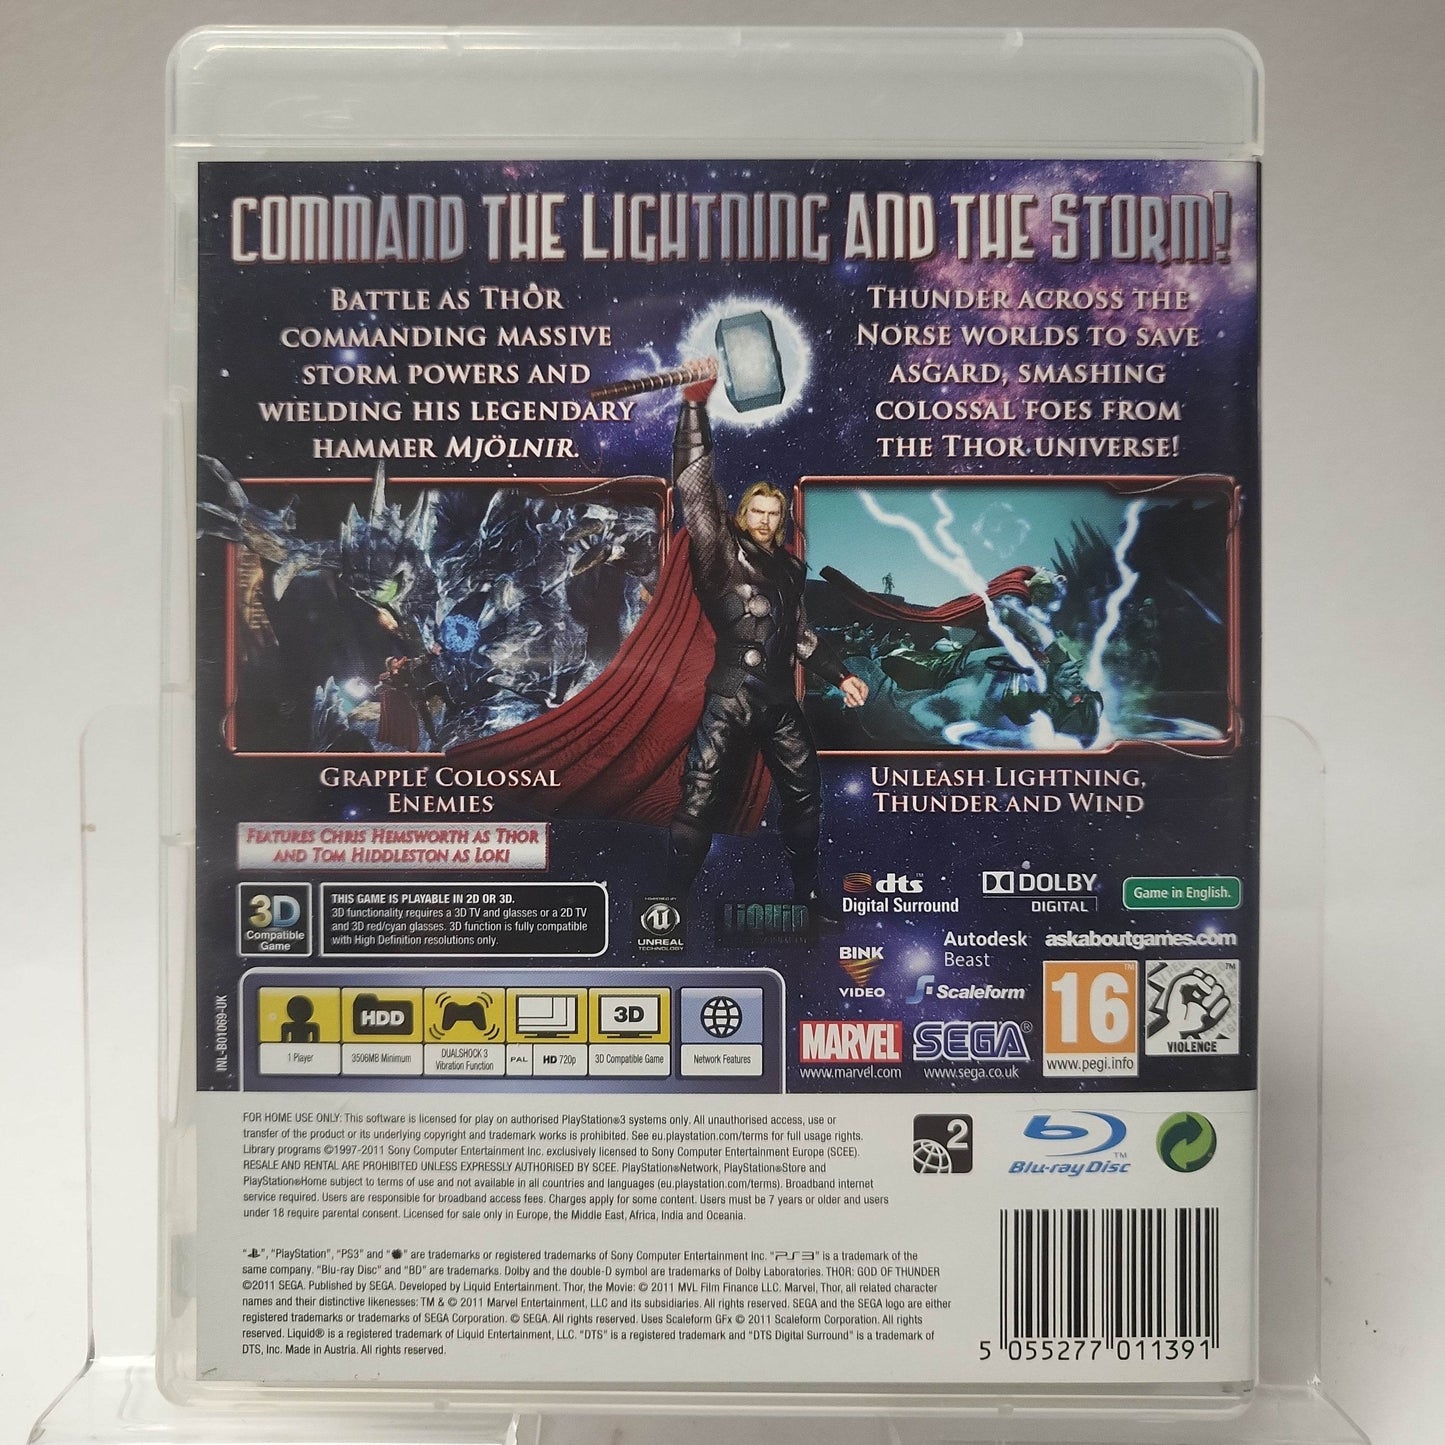 COMMAND THE LIGHTNING AND THE STORM!
BATTLE AS THOR
COMMANDING MASSIVE
STORM POWERS AND
WIELDING HIS LEGENDARY
HAMMER MJÖLNIR.
THUNDER ACROSS THE
NORSE WORLDS TO SAVE
ASGARD, SMASHING
COLOSSAL FOES FROM
THE THOR UNIVERSE!
GRAPPLE COLOSSAL
ENEMIES
UNLEASH LIGHTNING,
THUNDER AND WIND
FEATURES CHRIS HEMSWORTH AS THOR
AND TOM HIDDLESTON AS LOKI
3D
Compatible
Game
THIS GAME IS PLAYABLE IN 2D OR 3D.
3D functionality requires a 3D TV and glasses or a 2D TV
and 3D red/cyan glasses. 3D function is fully compatible
with High Definition resolutions only.
POWERED BY
UNREAL
TECHNOLOGY
LIQUID
dts™
Digital Surround
DOLBY
DIGITAL
Game in English.
BINK
VIDEO
Autodesk
Beast
askaboutgames.com
Scaleform
INL-B01069-UK
HDD
3D
1 Player
3506MB Minimum
DUALSHOCK 3
Vibration Function
PAL
HD 720p
3D Compatible Game
Network Features
MARVEL
www.marvel.com
SEGA®
www.sega.co.uk
16™
www.pegi.info
™
VIOLENCE
FOR HOME USE ONLY: This software is licensed for play on authorised PlayStation®3 systems only. All unauthorised access, use or
transfer of the product or its underlying copyright and trademark works is prohibited. See eu.playstation.com/terms for full usage rights.
Library programs ©1997-2011 Sony Computer Entertainment Inc. exclusively licensed to Sony Computer Entertainment Europe (SCEE).
RESALE AND RENTAL ARE PROHIBITED UNLESS EXPRESSLY AUTHORISED BY SCEE. PlayStation®Network, PlayStation®Store and
PlayStation®Home subject to terms of use and not available in all countries and languages (eu.playstation.com/terms). Broadband internet
service required. Users are responsible for broadband access fees. Charges apply for some content. Users must be 7 years or older and users
under 18 require parental consent. Licensed for sale only in Europe, the Middle East, Africa, India and Oceania.
2
Blu-ray Disc™
“ ”, “PlayStation”, “PS3” and “ ” are trademarks or registered trademarks of Sony Computer Entertainment Inc. “PS3” is a trademark of the
same company. “Blu-ray Disc” and “BD” are trademarks. Dolby and the double-D symbol are trademarks of Dolby Laboratories. THOR: GOD OF THUNDER
©2011 SEGA. Published by SEGA. Developed by Liquid Entertainment. Thor, the Movie: © 2011 MVL Film Finance LLC. Marvel, Thor, all related character
names and their distinctive likenesses: TM & © 2011 Marvel Entertainment, LLC and its subsidiaries. All rights reserved. SEGA and the SEGA logo are either
registered trademarks or trademarks of SEGA Corporation. © SEGA. All rights reserved. Uses Scaleform GFx © 2011 Scaleform Corporation. All rights
reserved. Liquid® is a registered trademark of Liquid Entertainment, LLC. “DTS” is a registered trademark and “DTS Digital Surround” is a trademark of
DTS, Inc. Made in Austria. All rights reserved.
5 055277 011391